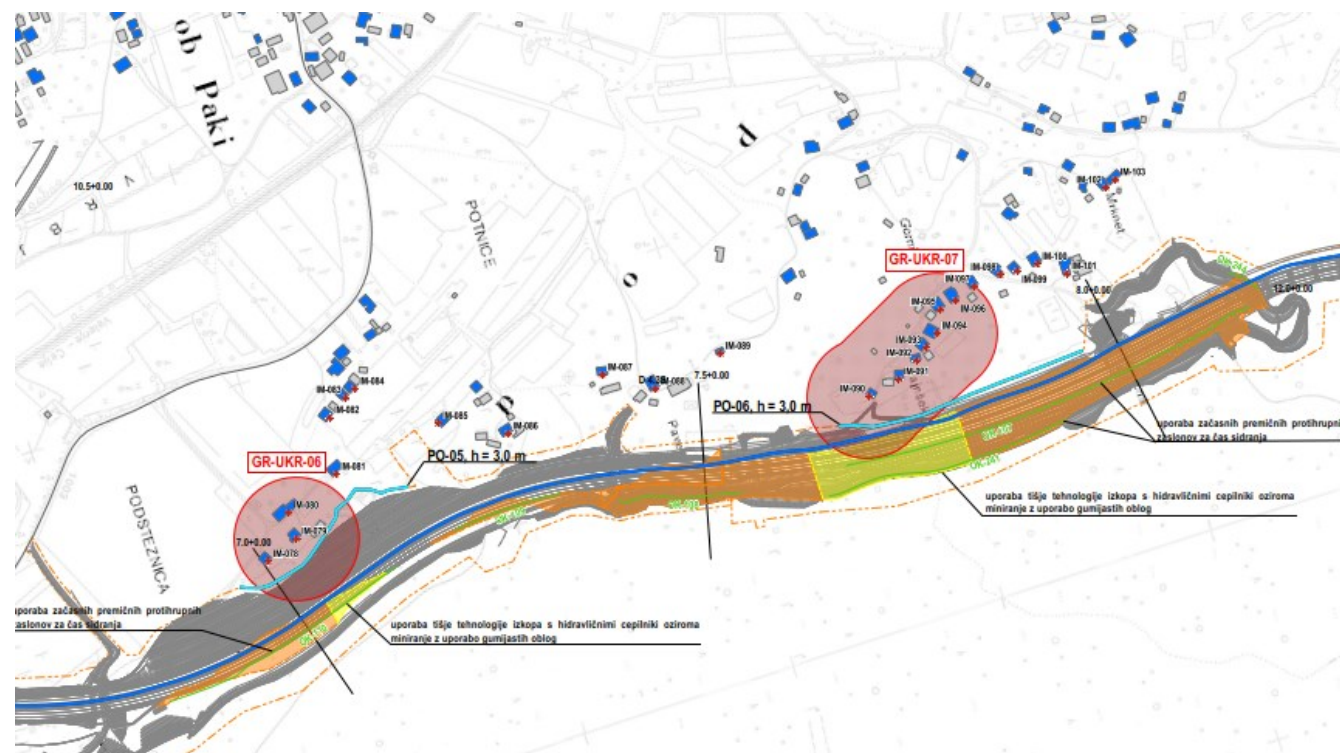 ob Paki
10.5+0.00
POTNICE
d
o
p
PODSTEZNICA
IM-103
IM-102
Mrknet
GR-UKR-07
IM-100
IM-098
IM-101
IM-099
IM-097
IM-096
IM-095
8.0+0.00
12.0+0.00
IM-094
IM-093
IM-092
IM-091
IM-090
IM-089
IM-087
IM-088
7.5+0.00
IM-084
IM-083
IM-082
IM-085
IM-086
PO-06, h = 3,0 m
uporaba začasnih premičnih protihrupni
zaslonov za čas sidranja
PO-05, h = 3,0 m
GR-UKR-06
IM-081
IM-080
IM-079
IM-078
7.0+0.00
OK-241
uporaba tišje tehnologije izkopa s hidravličnimi cepilniki oziroma
miniranje z uporabo gumijastih oblog
uporaba začasnih premičnih protihrupnih
zaslonov za čas sidranja
uporaba tišje tehnologije izkopa s hidravličnimi cepilniki oziroma
miniranje z uporabo gumijastih oblog